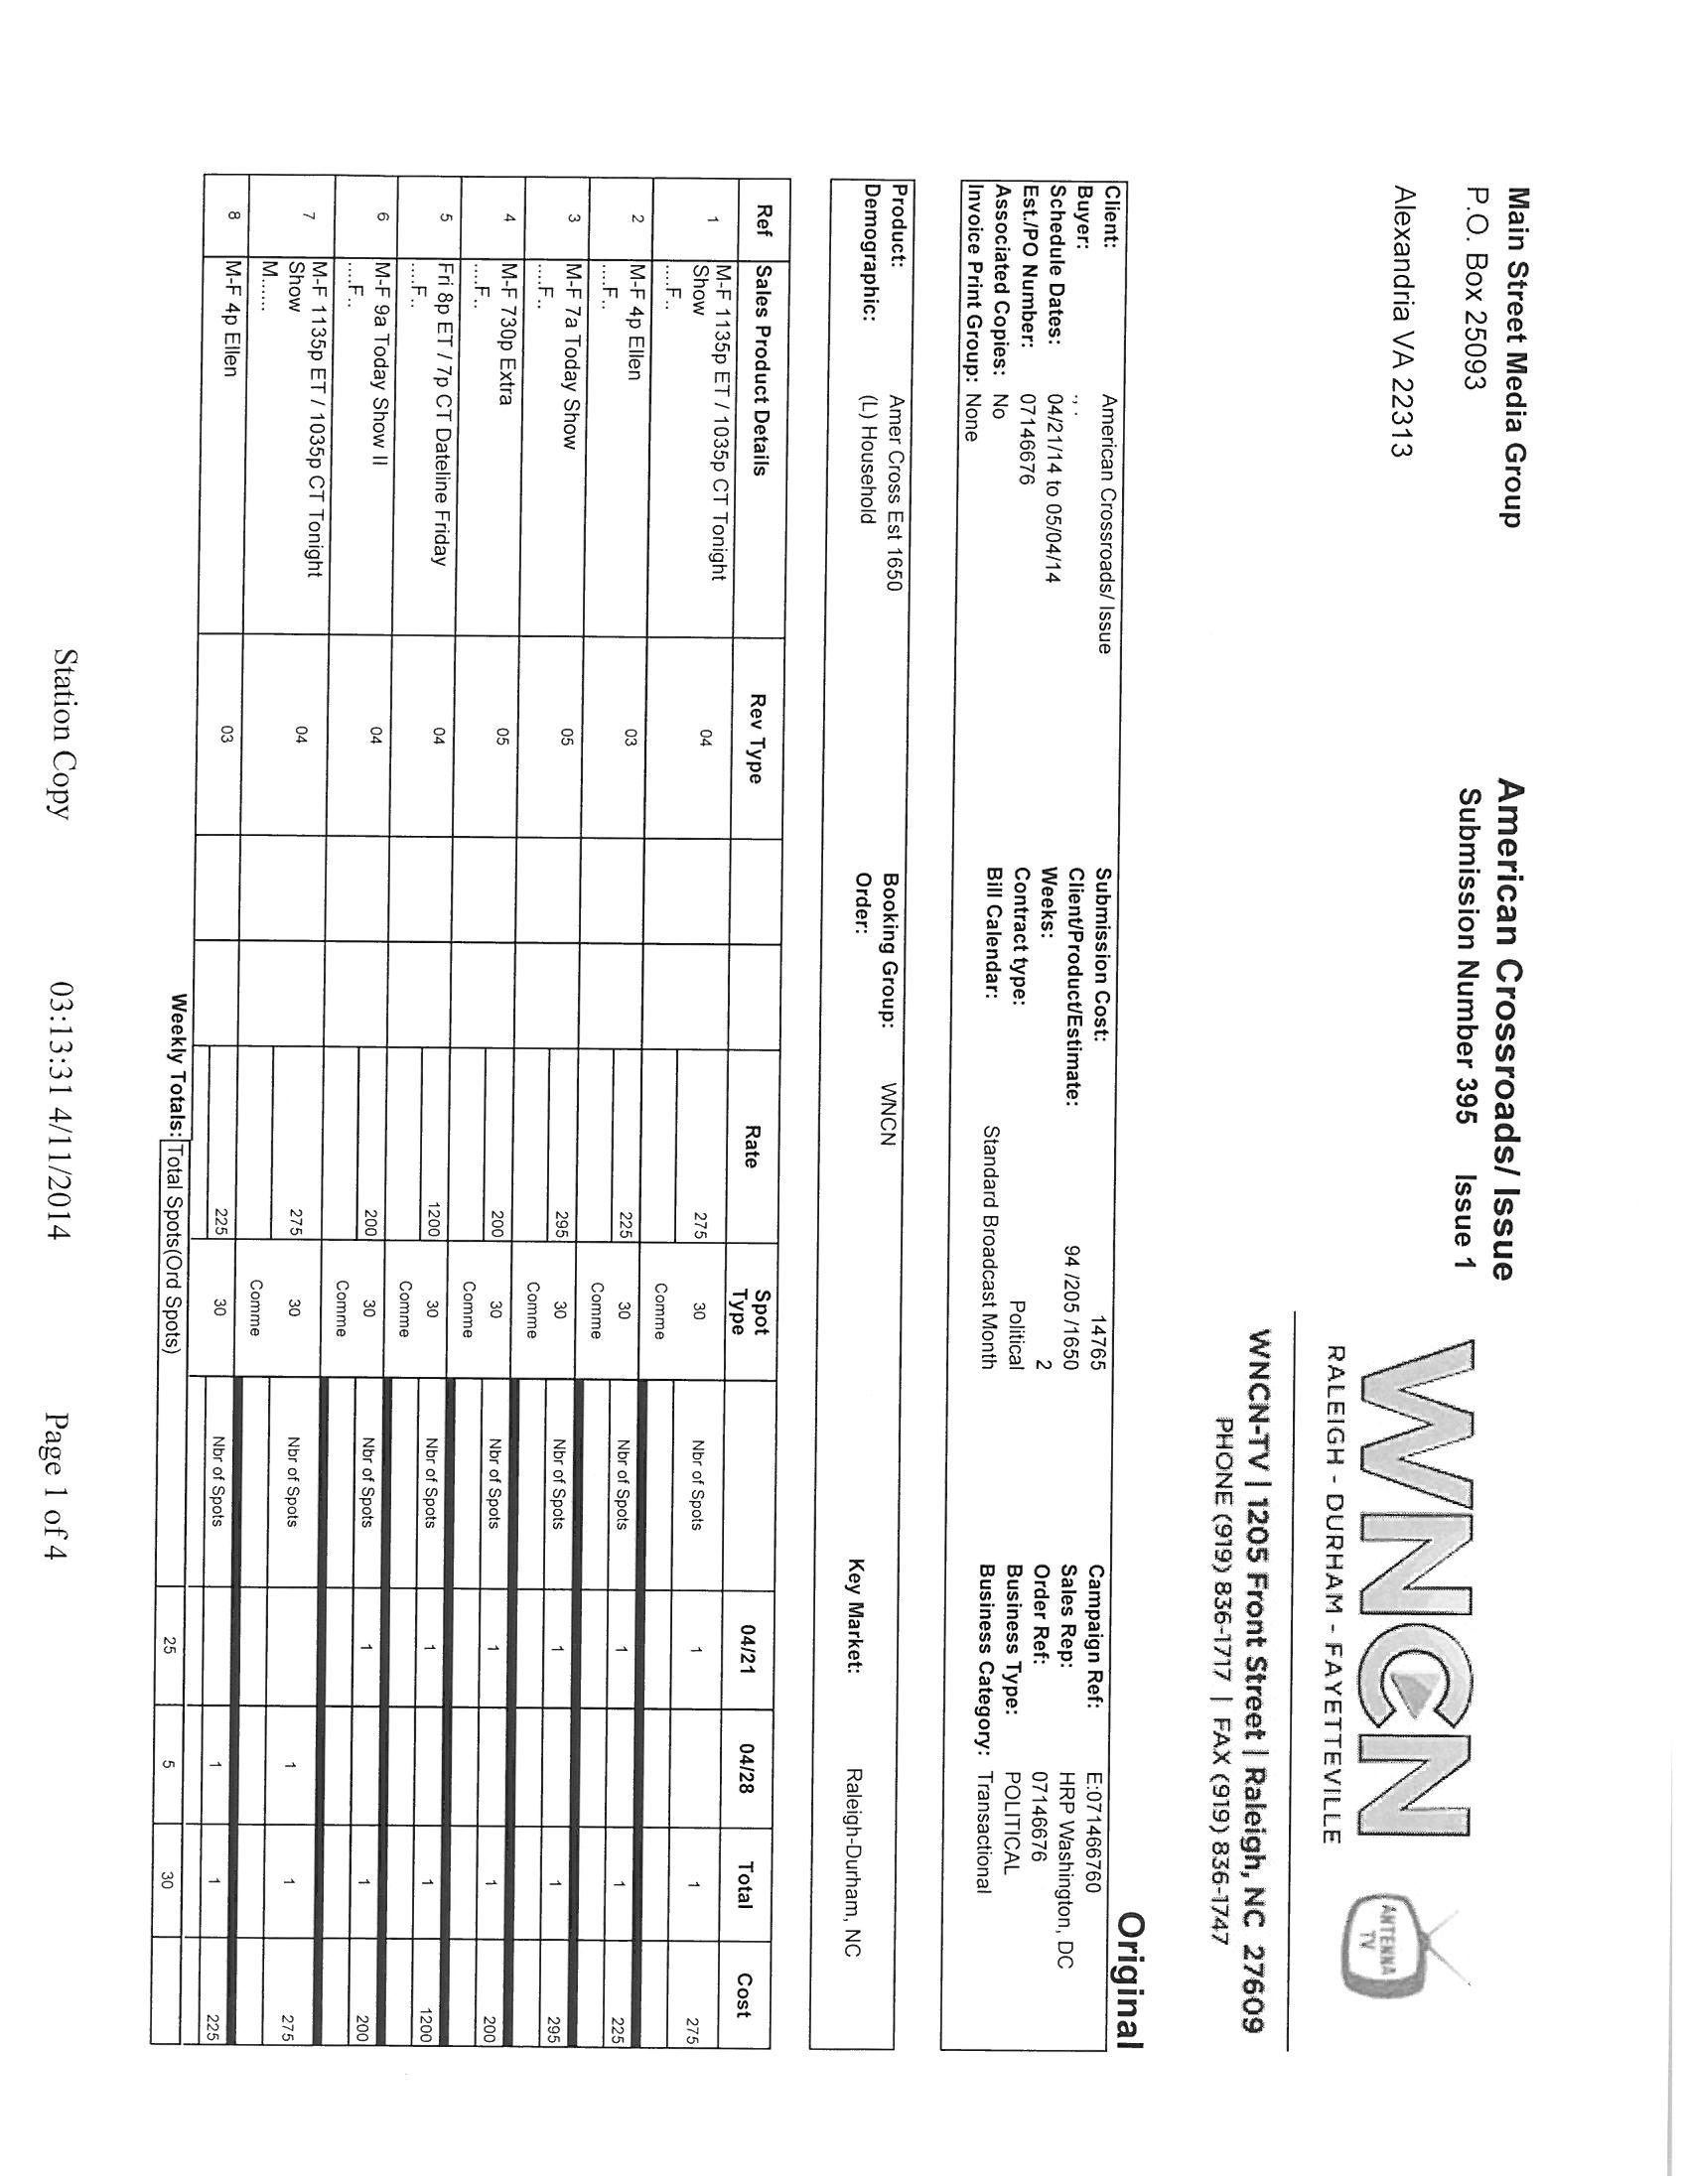 Main Street Media Group
P.O. Box 25093
Alexandria VA 22313
American Crossroads/ Issue
Submission Number 395 Issue 1
WNCN
RALEIGH - DURHAM - FAYETTEVILLE
ANTENNA
TV
WNCN-TV | 1205 Front Street | Raleigh, NC 27609
PHONE (919) 836-1717 | FAX (919) 836-1747
Original
Client: American Crossroads/ Issue Submission Cost: 14765 Campaign Ref: E:071466760
Buyer: ., . Client/Product/Estimate: 94 /205 /1650 Sales Rep: HRP Washington, DC
Schedule Dates: 04/21/14 to 05/04/14 Weeks: 2 Order Ref: 07146676
Est./PO Number: 07146676 Contract type: Political Business Type: POLITICAL
Associated Copies: No Bill Calendar: Standard Broadcast Month Business Category: Transactional
Invoice Print Group: None
Product: Amer Cross Est 1650 Booking Group: WNCN
Demographic: (L) Household Order: Key Market: Raleigh-Durham, NC
Ref Sales Product Details Rev Type Rate Spot Type 04/21 04/28 Total Cost
1 M-F 1135p ET / 1035p CT Tonight 04 275 30 Nbr of Spots 1 1 275
Show
....F.. Comme
2 M-F 4p Ellen 03 225 30 Nbr of Spots 1 1 225
....F.. Comme
3 M-F 7a Today Show 05 295 30 Nbr of Spots 1 1 295
....F.. Comme
4 M-F 730p Extra 05 200 30 Nbr of Spots 1 1 200
....F.. Comme
5 Fri 8p ET / 7p CT Dateline Friday 04 1200 30 Nbr of Spots 1 1 1200
....F.. Comme
6 M-F 9a Today Show II 04 200 30 Nbr of Spots 1 1 200
....F.. Comme
7 M-F 1135p ET / 1035p CT Tonight 04 275 30 Nbr of Spots 1 1 275
Show
M...... Comme
8 M-F 4p Ellen 03 225 30 Nbr of Spots 1 1 225
Weekly Totals: Total Spots(Ord Spots) 25 5 30
Station Copy 03:13:31 4/11/2014 Page 1 of 4